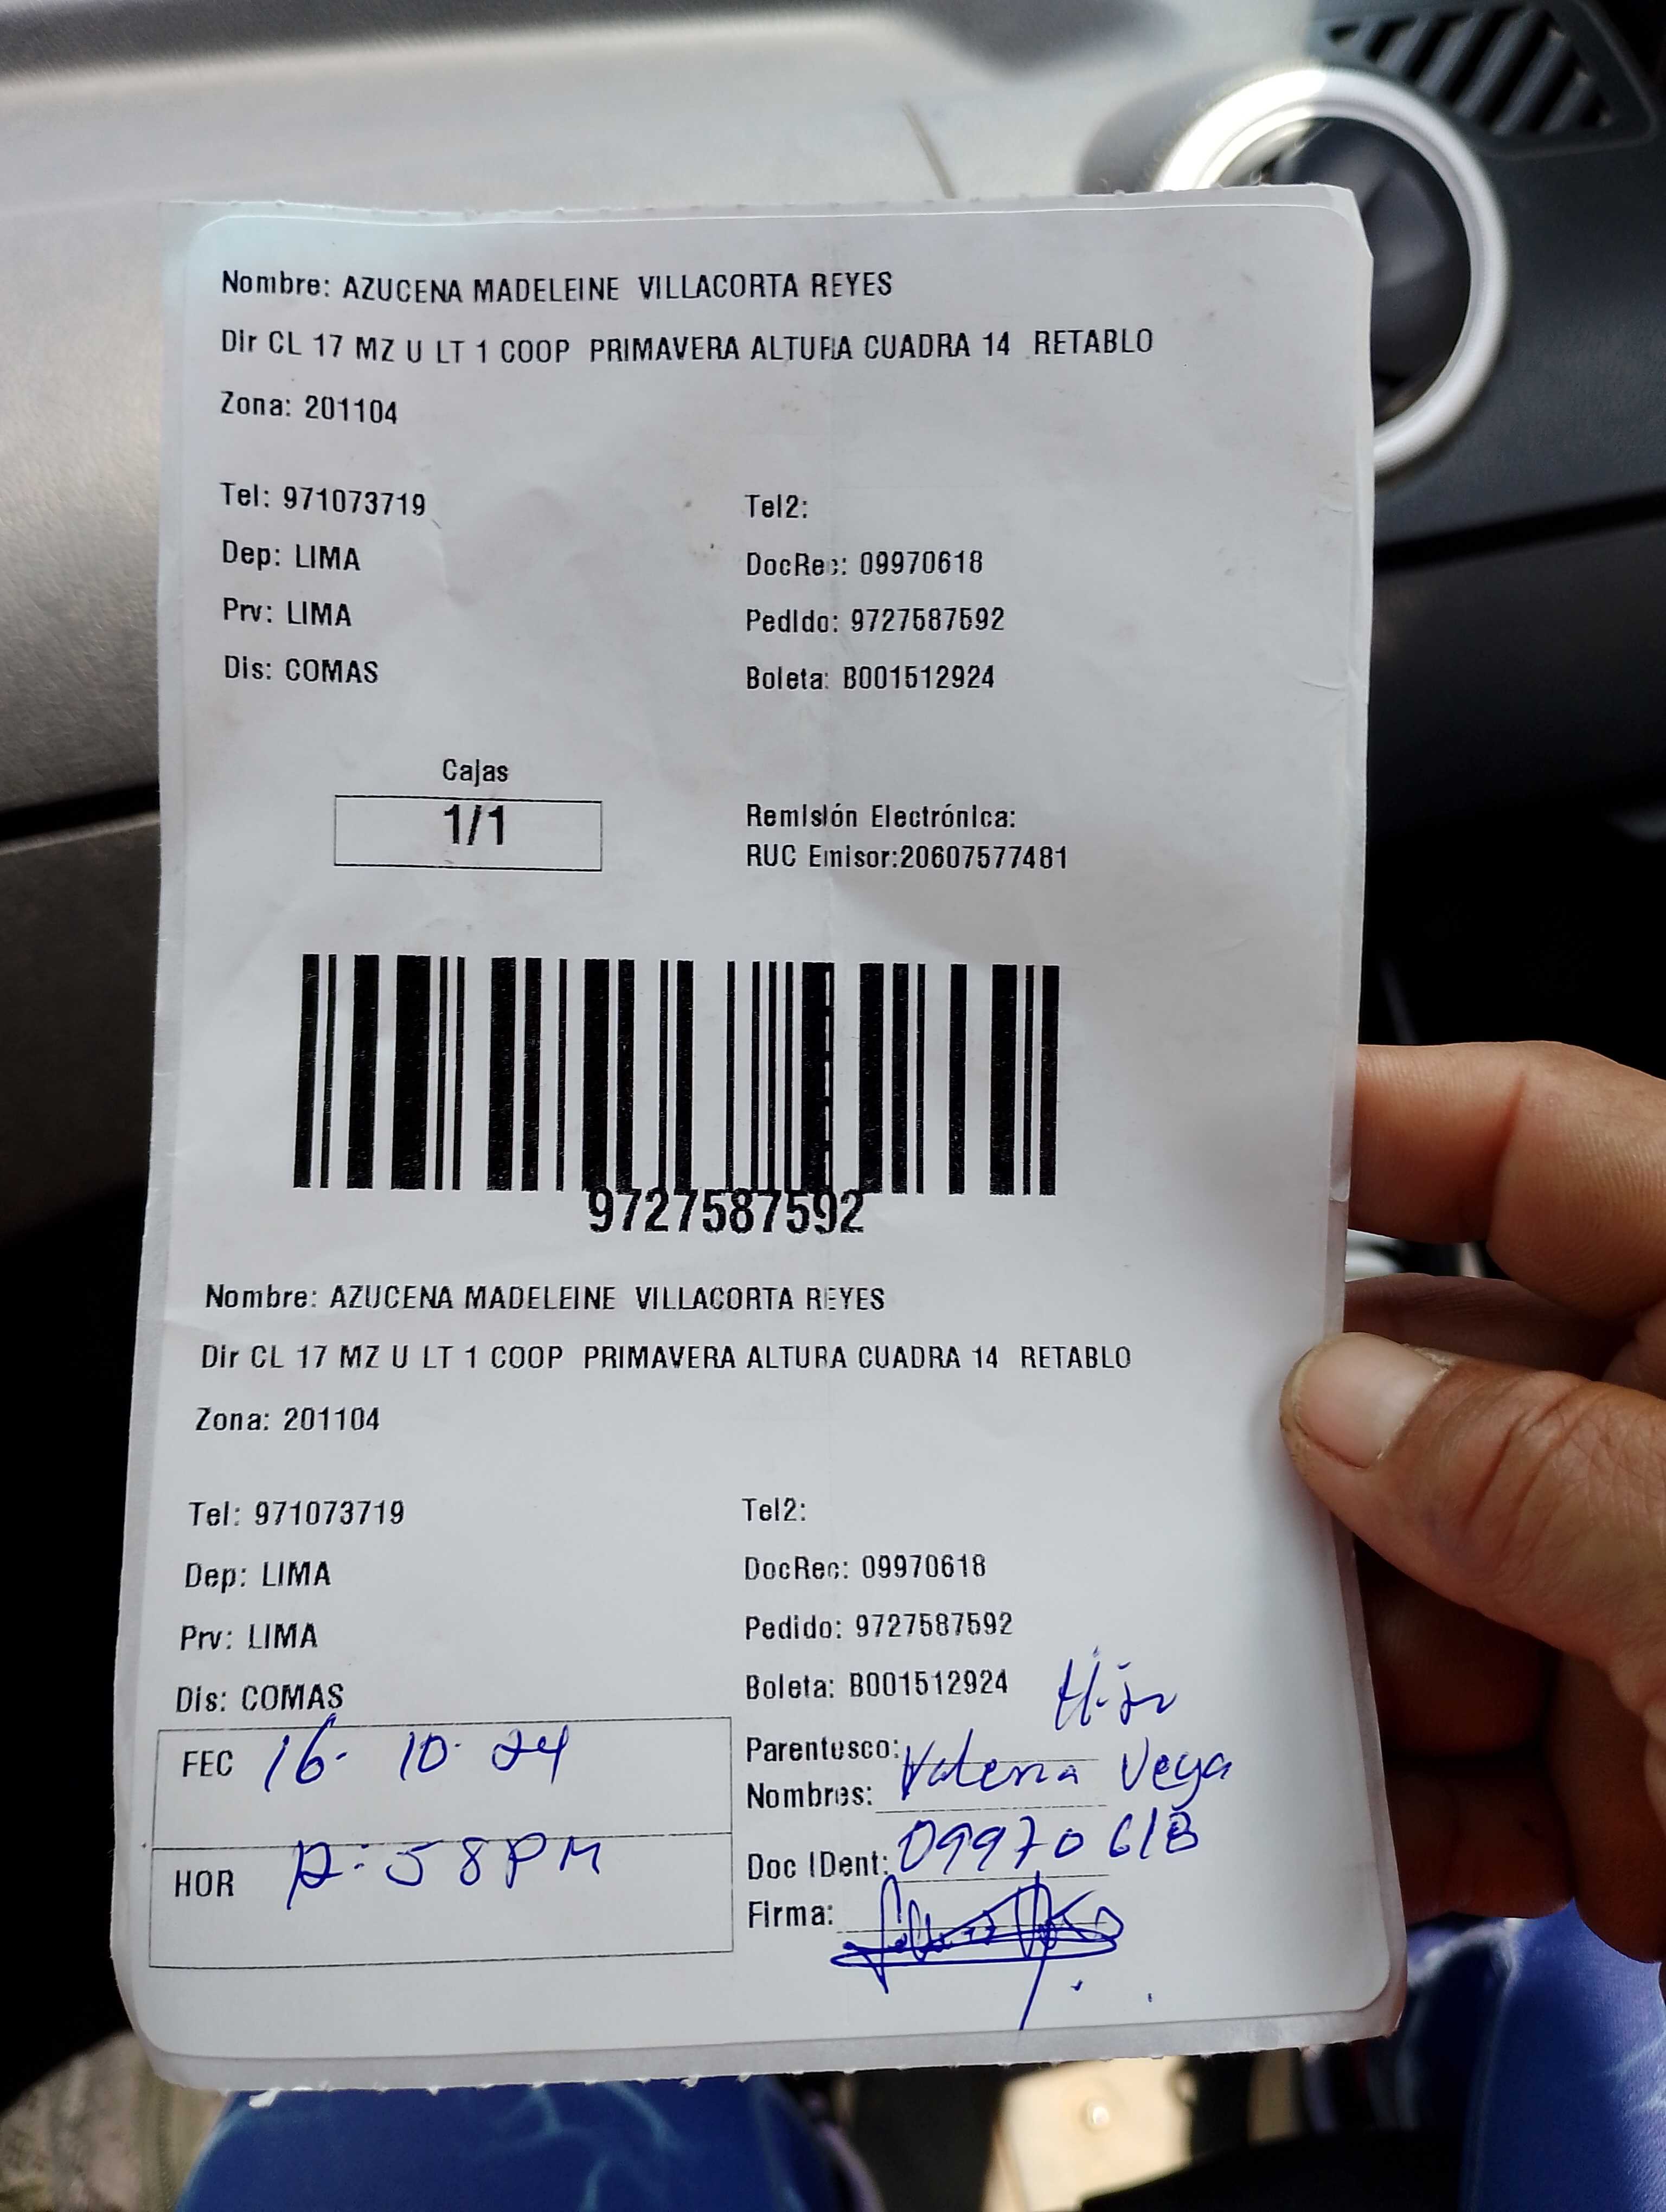 Nombre: AZUCENA MADELEINE VILLACORTA REYES
Dir CL 17 MZ U LT 1 COOP PRIMAVERA ALTURA CUADRA 14 RETABLO
Zona: 201104
Tel: 971073719 Tel2:
Dep: LIMA DocRec: 09970618
Prv: LIMA Pedido: 9727587592
Dis: COMAS Boleta: B001512924
Cajas
1/1
Remisión Electrónica:
RUC Emisor:20607577481
9727587592
Nombre: AZUCENA MADELEINE VILLACORTA REYES
Dir CL 17 MZ U LT 1 COOP PRIMAVERA ALTURA CUADRA 14 RETABLO
Zona: 201104
Tel: 971073719 Tel2:
Dep: LIMA DocRec: 09970618
Prv: LIMA Pedido: 9727587592
Dis: COMAS Boleta: B001512924
FEC 16- 10- 24 Parentesco:
Nombres: Valeria Vega
HOR 12:58PM Doc IDent: 09970618
Firma: